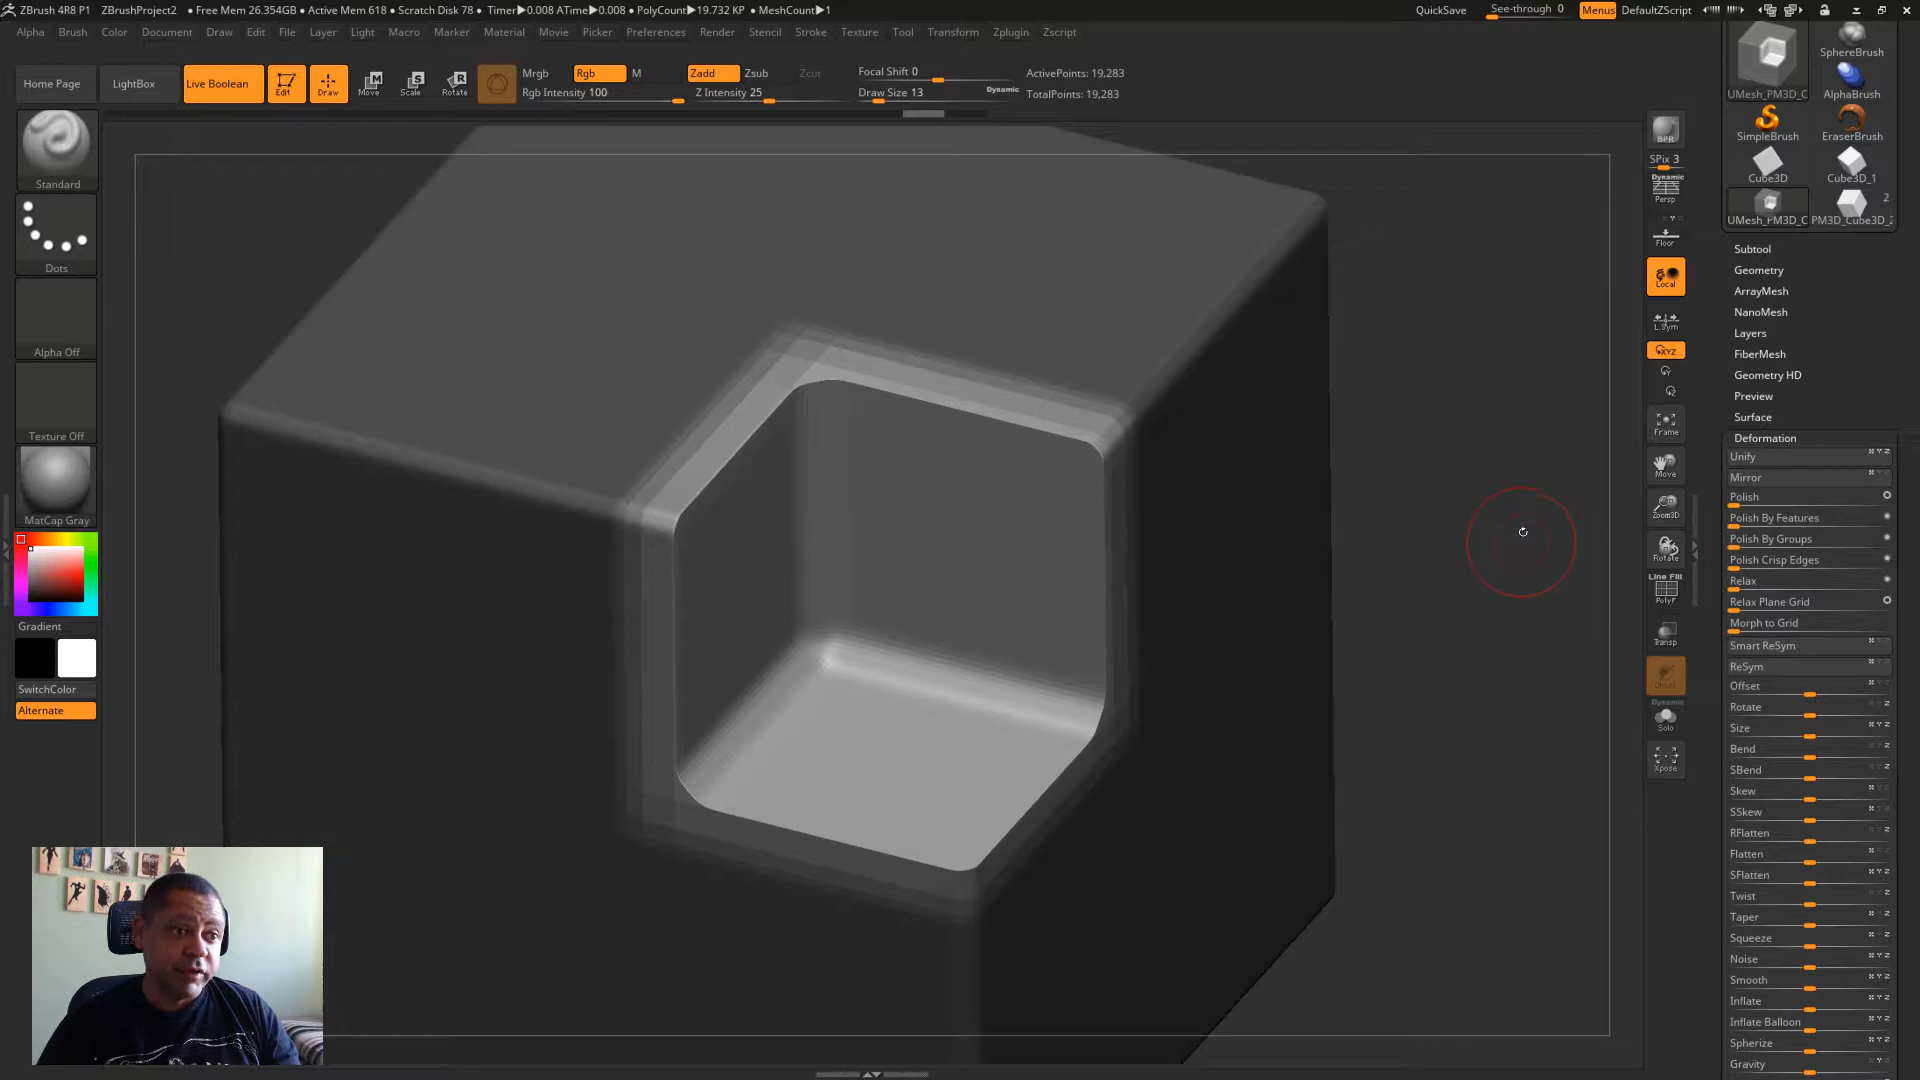 ZBrush 4R8 P1 ZBrushProject2 • Free Mem 26.354GB • Active Mem 618 • Scratch Disk 78 • Timer▶0.008 ATime▶0.008 • PolyCount▶19.732 KP • MeshCount▶1 QuickSave See-through 0 Menus DefaultZScript
Alpha Brush Color Document Draw Edit File Layer Light Macro Marker Material Movie Picker Preferences Render Stencil Stroke Texture Tool Transform Zplugin Zscript
Home Page LightBox Live Boolean Edit Draw Move Scale Rotate
Mrgb Rgb M Zadd Zsub Zcut
Rgb Intensity 100 Z Intensity 25
Focal Shift 0
Draw Size 13 Dynamic
ActivePoints: 19,283
TotalPoints: 19,283
Standard
Dots
Alpha Off
Texture Off
MatCap Gray
Gradient
SwitchColor
Alternate
BPR
SPix 3
Dynamic
Persp
Floor
Local
L.Sym
XYZ
Frame
Move
Zoom3D
Rotate
Line Fill
PolyF
Transp
Dynamic
Solo
Xpose
SphereBrush
UMesh_PM3D_C AlphaBrush
SimpleBrush EraserBrush
Cube3D Cube3D_1
2
UMesh_PM3D_C PM3D_Cube3D_2
Subtool
Geometry
ArrayMesh
NanoMesh
Layers
FiberMesh
Geometry HD
Preview
Surface
Deformation
Unify
Mirror
Polish
Polish By Features
Polish By Groups
Polish Crisp Edges
Relax
Relax Plane Grid
Morph to Grid
Smart ReSym
ReSym
Offset
Rotate
Size
Bend
SBend
Skew
SSkew
RFlatten
Flatten
SFlatten
Twist
Taper
Squeeze
Noise
Smooth
Inflate
Inflate Balloon
Spherize
Gravity